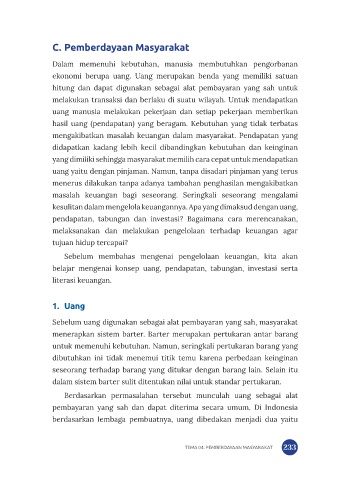 C. Pemberdayaan Masyarakat
Dalam memenuhi kebutuhan, manusia membutuhkan pengorbanan
ekonomi berupa uang. Uang merupakan benda yang memiliki satuan
hitung dan dapat digunakan sebagai alat pembayaran yang sah untuk
melakukan transaksi dan berlaku di suatu wilayah. Untuk mendapatkan
uang manusia melakukan pekerjaan dan setiap pekerjaan memberikan
hasil uang (pendapatan) yang beragam. Kebutuhan yang tidak terbatas
mengakibatkan masalah keuangan dalam masyarakat. Pendapatan yang
didapatkan kadang lebih kecil dibandingkan kebutuhan dan keinginan
yang dimiliki sehingga masyarakat memilih cara cepat untuk mendapatkan
uang yaitu dengan pinjaman. Namun, tanpa disadari pinjaman yang terus
menerus dilakukan tanpa adanya tambahan penghasilan mengakibatkan
masalah keuangan bagi seseorang. Seringkali seseorang mengalami
kesulitan dalam mengelola keuangannya. Apa yang dimaksud dengan uang,
pendapatan, tabungan dan investasi? Bagaimana cara merencanakan,
melaksanakan dan melakukan pengelolaan terhadap keuangan agar
tujuan hidup tercapai?
Sebelum membahas mengenai pengelolaan keuangan, kita akan
belajar mengenai konsep uang, pendapatan, tabungan, investasi serta
literasi keuangan.
1. Uang
Sebelum uang digunakan sebagai alat pembayaran yang sah, masyarakat
menerapkan sistem barter. Barter merupakan pertukaran antar barang
untuk memenuhi kebutuhan. Namun, seringkali pertukaran barang yang
dibutuhkan ini tidak menemui titik temu karena perbedaan keinginan
seseorang terhadap barang yang ditukar dengan barang lain. Selain itu
dalam sistem barter sulit ditentukan nilai untuk standar pertukaran.
Berdasarkan permasalahan tersebut munculah uang sebagai alat
pembayaran yang sah dan dapat diterima secara umum. Di Indonesia
berdasarkan lembaga pembuatnya, uang dibedakan menjadi dua yaitu
TEMA 04: PEMBERDAYAAN MASYARAKAT 233